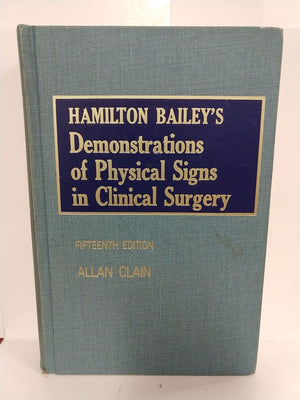 HAMILTON BAILEY'S
Demonstrations
of Physical Signs
in Clinical Surgery
FIFTEENTH EDITION
ALLAN CLAIN